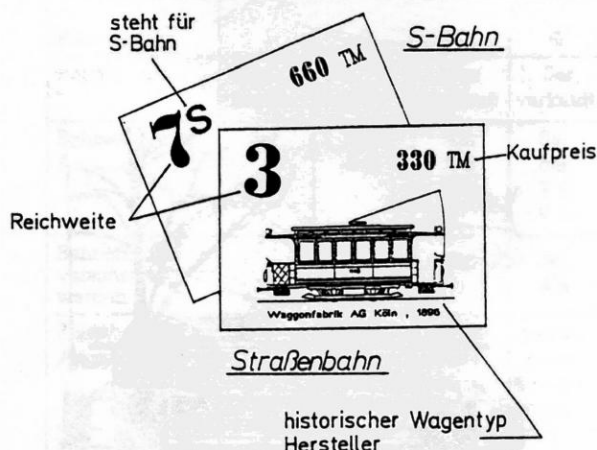 steht für
S-Bahn
S-Bahn
660 TM
7S
3
330 TM
Kaufpreis
Reichweite
Waggonfabrik AG Köln , 1896
Straßenbahn
historischer Wagentyp
Hersteller